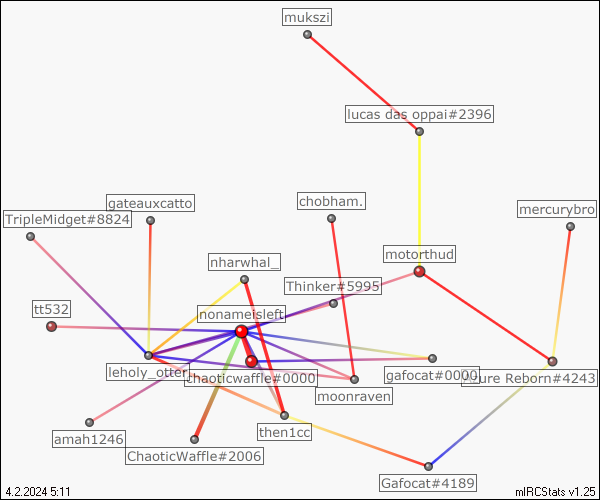 mukszi
lucas das oppai#2396
gateauxcatto
chobham.
TripleMidget#8824
mercurybro
motorthud
nharwhal_
Thinker#5995
tt532
nonameisleft
leholy_otter
chaoticwaffle#0000
gafocat#0000
Reborn#4243
moonraven
amah1246
then1cc
ChaoticWaffle#2006
Gafocat#4189
4.2.2024 5:11
mIRCStats v1.25